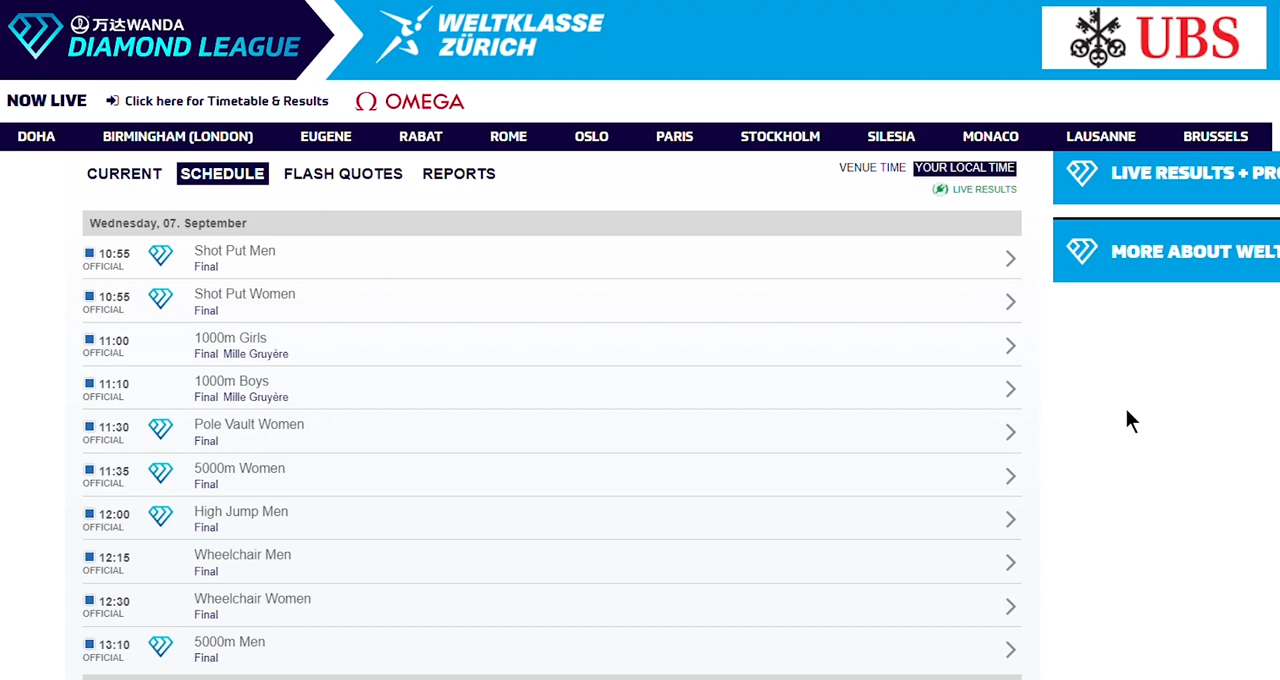 万达WANDA
DIAMOND LEAGUE
WELTKLASSE
ZÜRICH
UBS
NOW LIVE Click here for Timetable & Results OMEGA
DOHA BIRMINGHAM (LONDON) EUGENE RABAT ROME OSLO PARIS STOCKHOLM SILESIA MONACO LAUSANNE BRUSSELS
CURRENT SCHEDULE FLASH QUOTES REPORTS
VENUE TIME YOUR LOCAL TIME
LIVE RESULTS
LIVE RESULTS + PRO
MORE ABOUT WELT
Wednesday, 07. September
10:55 Shot Put Men
OFFICIAL Final
10:55 Shot Put Women
OFFICIAL Final
11:00 1000m Girls
OFFICIAL Final Mille Gruyère
11:10 1000m Boys
OFFICIAL Final Mille Gruyère
11:30 Pole Vault Women
OFFICIAL Final
11:35 5000m Women
OFFICIAL Final
12:00 High Jump Men
OFFICIAL Final
12:15 Wheelchair Men
OFFICIAL Final
12:30 Wheelchair Women
OFFICIAL Final
13:10 5000m Men
OFFICIAL Final